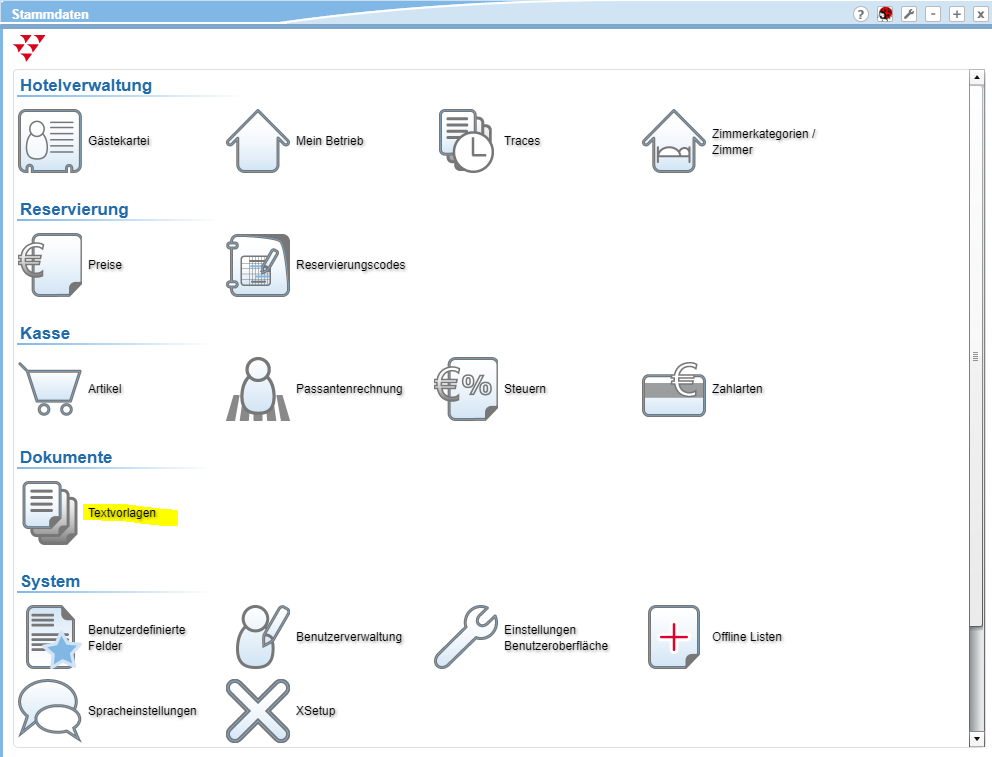 Stammdaten
? - + x
Hotelverwaltung
Gästekartei
Mein Betrieb
Traces
Zimmerkategorien /
Zimmer
Reservierung
€
Preise
Reservierungscodes
Kasse
Artikel
Passantenrechnung
€%
Steuern
€
Zahlarten
Dokumente
Textvorlagen
System
Benutzerdefinierte
Felder
Benutzerverwaltung
Einstellungen
Benutzeroberfläche
Offline Listen
Spracheinstellungen
XSetup